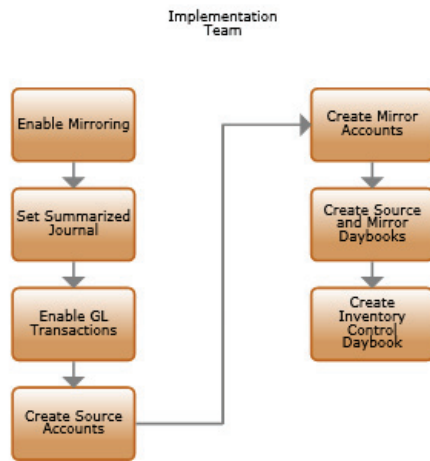 Implementation
Team
Enable Mirroring
Set Summarized
Journal
Enable GL
Transactions
Create Source
Accounts
Create Mirror
Accounts
Create Source
and Mirror
Daybooks
Create
Inventory
Control
Daybook